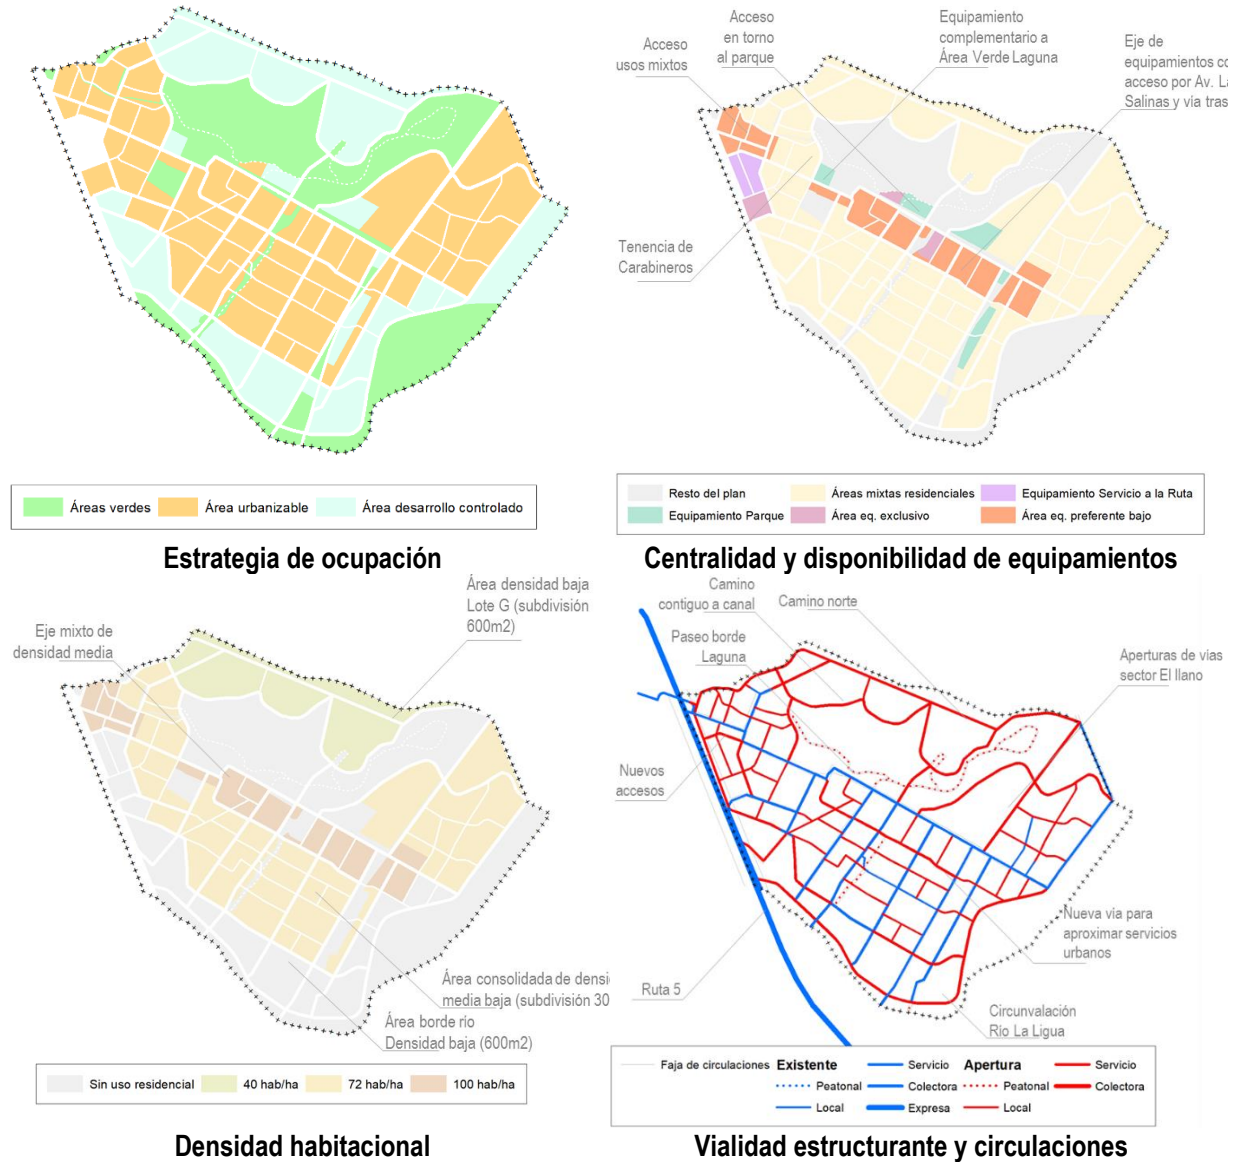 Acceso
en torno
al parque
Equipamiento
complementario a
Área Verde Laguna
Acceso
usos mixtos
Eje de
equipamientos
acceso por Av.
Salinas y via
Tenencia de
Carabineros
Áreas verdes
Área urbanizable
Área desarrollo controlado
Resto del plan
Áreas mixtas residenciales
Equipamiento Servicio a la Ruta
Equipamiento Parque
Área eq. exclusivo
Área eq. preferente bajo
Estrategia de ocupación
Centralidad y disponibilidad de equipamientos
Área densidad baja
Lote G (subdivisión
600m2)
Eje mixto de
densidad media
Área consolidada de
media baja (subdivisión 30
Área borde río
Densidad baja (600m2)
Sin uso residencial
40 hab/ha
72 hab/ha
100 hab/ha
Camino
contiguo a canal
Camino norte
Paseo borde
Laguna
Aperturas de vias
sector El llano
Nuevos
accesos
Nueva vía para
aproximar servicios
urbanos
Ruta 5
Circunvalación
Río La Ligua
Faja de circulaciones
Existente
Servicio
Apertura
Servicio
Peatonal
Colectora
Peatonal
Colectora
Local
Expresa
Local
Densidad habitacional
Vialidad estructurante y circulaciones